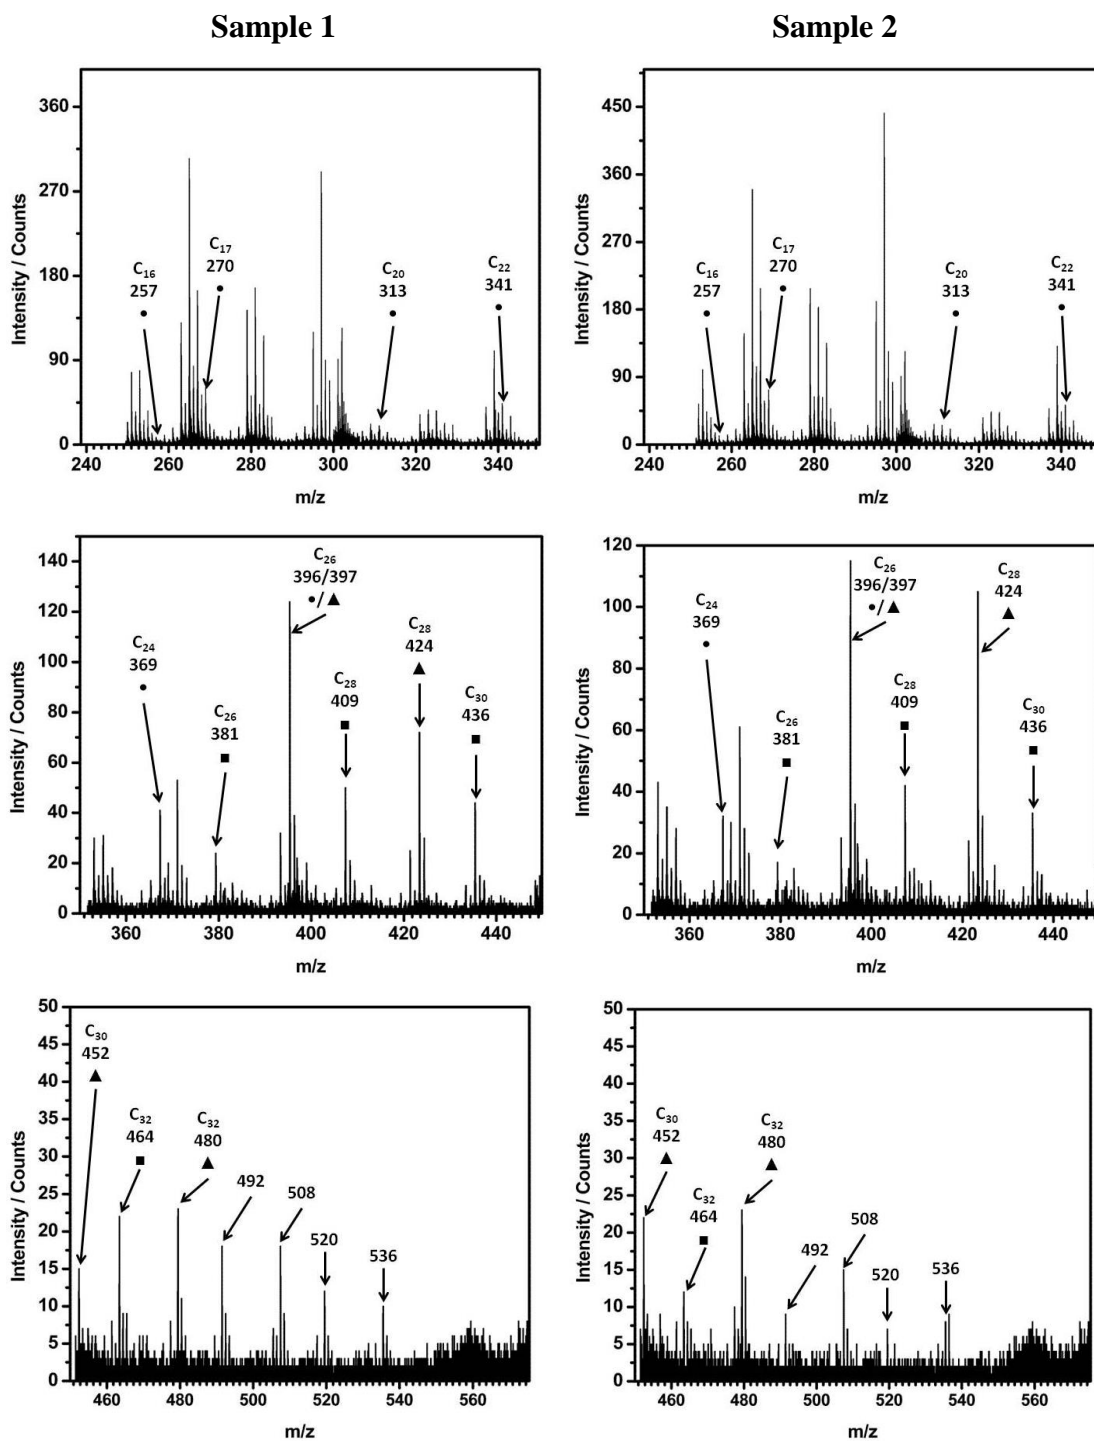 Sample 1
Sample 2
Intensity / Counts
360
270
180
90
0
C₁₆
257
C₁₇
270
C₂₀
313
C₂₂
341
240 260 280 300 320 340
m/z
Intensity / Counts
450
360
270
180
90
0
C₁₆
257
C₁₇
270
C₂₀
313
C₂₂
341
240 260 280 300 320 340
m/z
Intensity / Counts
140
120
100
80
60
40
20
0
C₂₄
369
C₂₆
381
C₂₆
396/397
● / ▲
C₂₈
409
C₂₈
424
C₃₀
436
360 380 400 420 440
m/z
Intensity / Counts
120
100
80
60
40
20
0
C₂₄
369
C₂₆
381
C₂₆
396/397
● / ▲
C₂₈
409
C₂₈
424
C₃₀
436
360 380 400 420 440
m/z
Intensity / Counts
50
45
40
35
30
25
20
15
10
5
0
C₃₀
452
C₃₂
464
C₃₂
480
492
508
520
536
460 480 500 520 540 560
m/z
Intensity / Counts
50
45
40
35
30
25
20
15
10
5
0
C₃₀
452
C₃₂
464
C₃₂
480
492
508
520
536
460 480 500 520 540 560
m/z